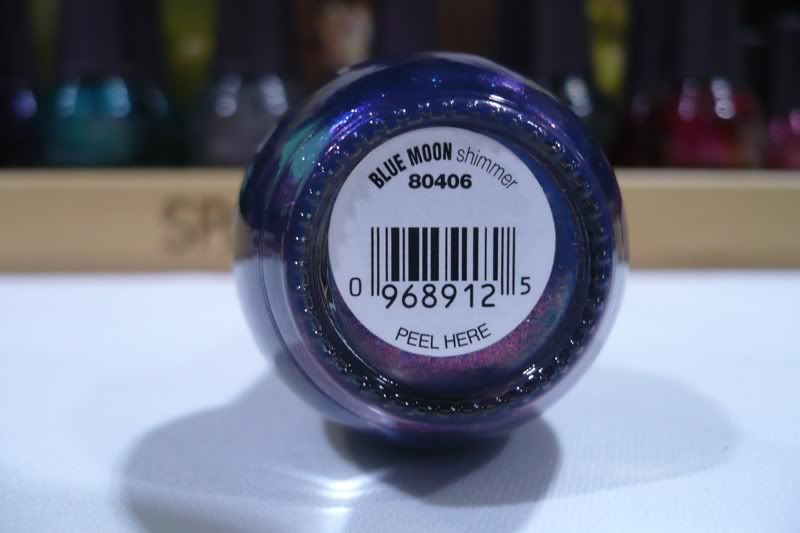 BLUE MOON shimmer
80406
0 968912 5
PEEL HERE